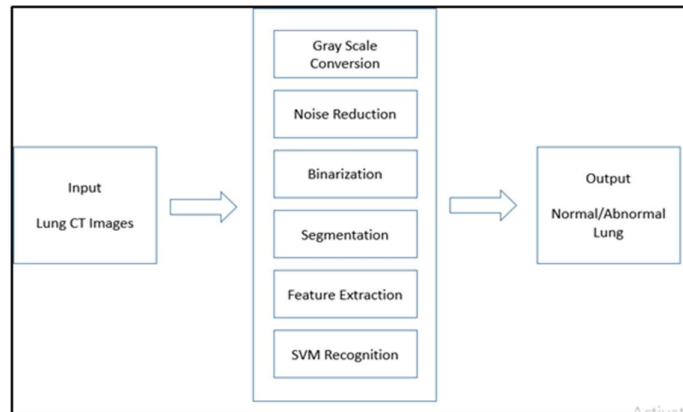 Input
Lung CT Images
Gray Scale
Conversion
Noise Reduction
Binarization
Segmentation
Feature Extraction
SVM Recognition
Output
Normal/Abnormal
Lung